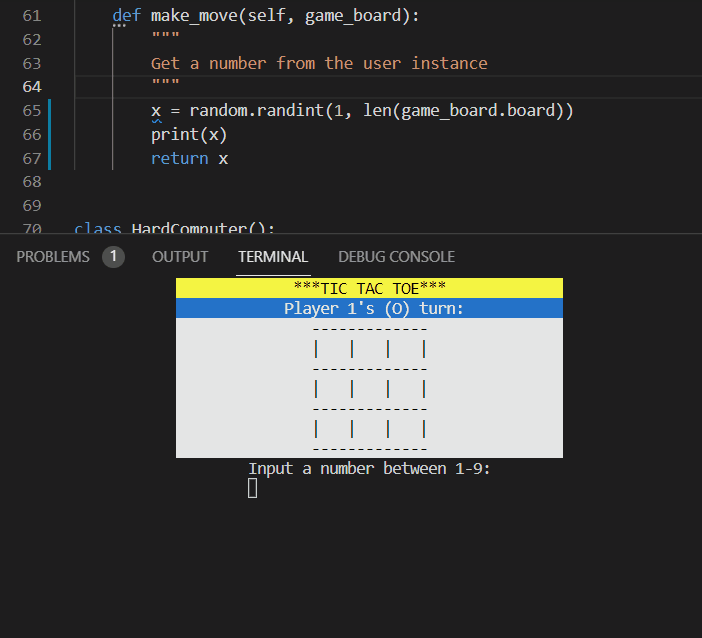 61 def make_move(self, game_board):
62 """
63 Get a number from the user instance
64 """
65 x = random.randint(1, len(game_board.board))
66 print(x)
67 return x
68
69
70 class HardComputer():
PROBLEMS 1 OUTPUT TERMINAL DEBUG CONSOLE
***TIC TAC TOE***
Player 1's (O) turn:
-------------
| | | |
-------------
| | | |
-------------
| | | |
-------------
Input a number between 1-9: